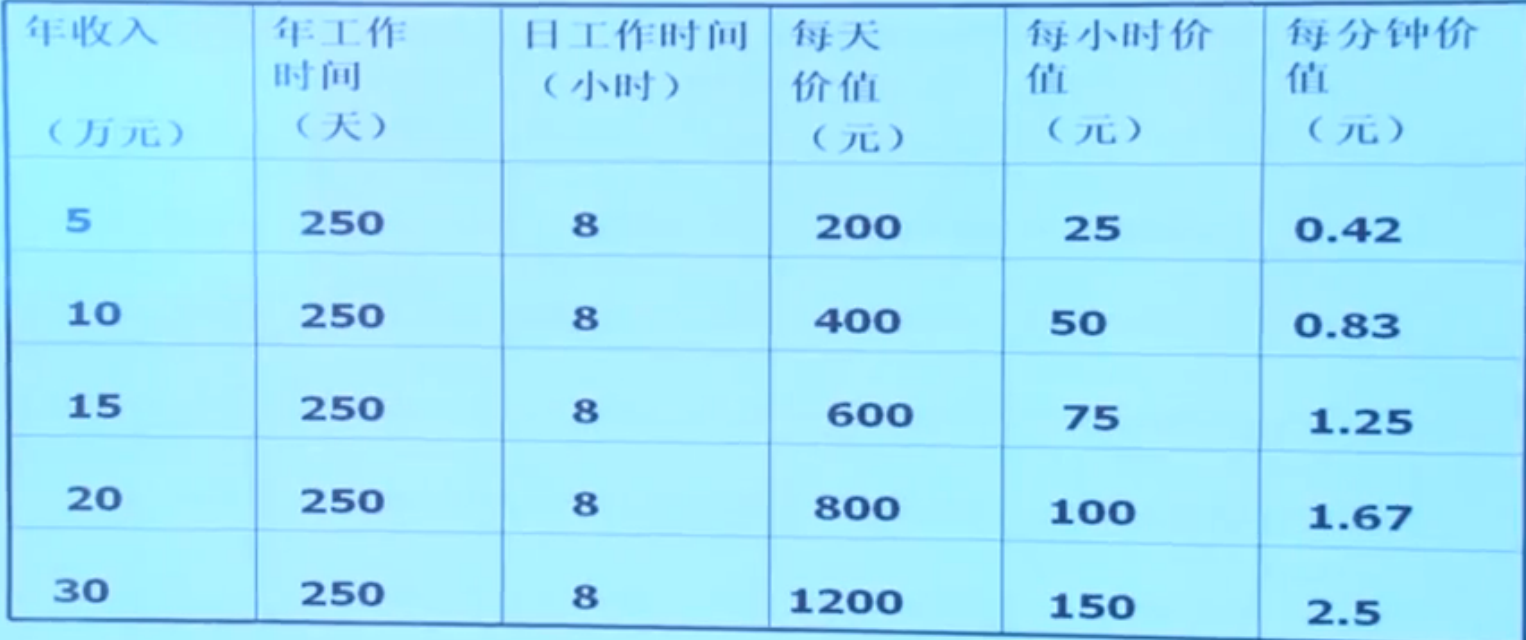 年收入 年工作 日工作时间 每天 每小时价 每分钟价
时间 （小时） 价值 值 值
（万元） （天） （元） （元） （元）
5 250 8 200 25 0.42
10 250 8 400 50 0.83
15 250 8 600 75 1.25
20 250 8 800 100 1.67
30 250 8 1200 150 2.5